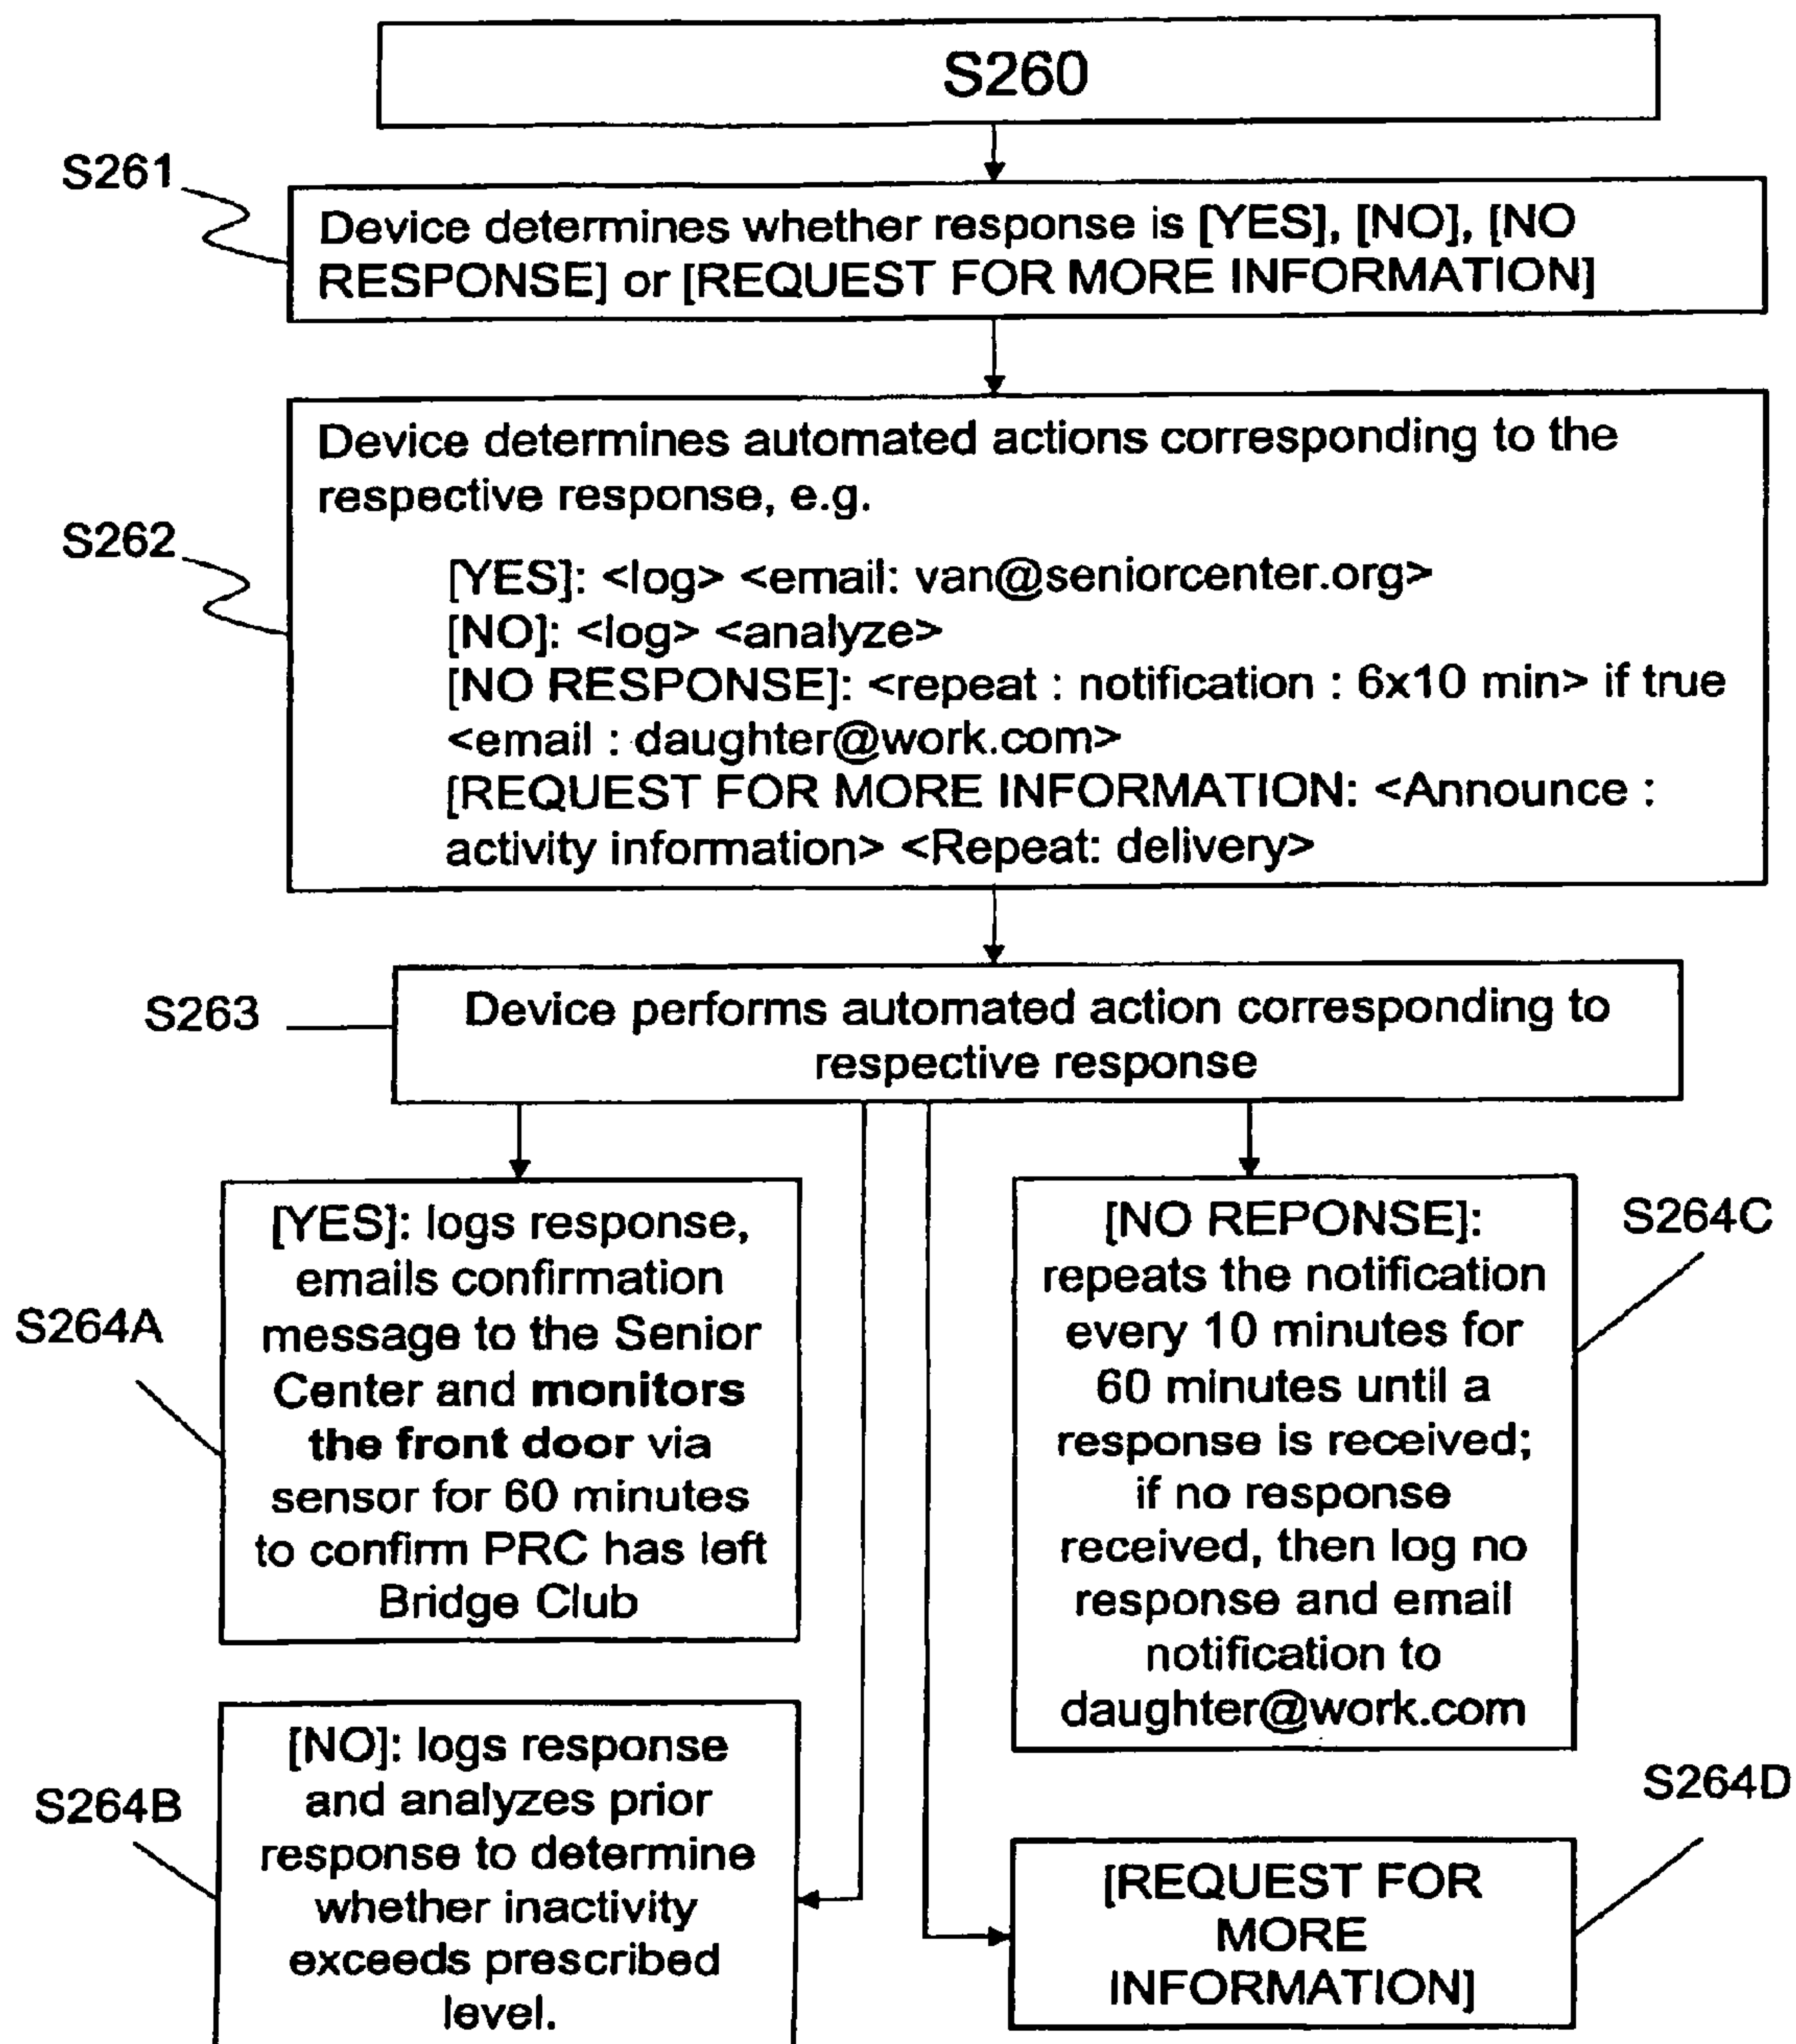 S260
S261
Device determines whether response is [YES], [NO], [NO
RESPONSE] or [REQUEST FOR MORE INFORMATION]
S262
Device determines automated actions corresponding to the
respective response, e.g.
[YES]: <log> <email: van@seniorcenter.org>
[NO]: <log> <analyze>
[NO RESPONSE]: <repeat : notification : 6x10 min> if true
<email : daughter@work.com>
[REQUEST FOR MORE INFORMATION: <Announce :
activity information> <Repeat: delivery>
S263
Device performs automated action corresponding to
respective response
S264A
[YES]: logs response,
emails confirmation
message to the Senior
Center and monitors
the front door via
sensor for 60 minutes
to confirm PRC has left
Bridge Club
S264C
[NO REPONSE]:
repeats the notification
every 10 minutes for
60 minutes until a
response is received;
if no response
received, then log no
response and email
notification to
daughter@work.com
S264B
[NO]: logs response
and analyzes prior
response to determine
whether inactivity
exceeds prescribed
level.
S264D
[REQUEST FOR
MORE
INFORMATION]